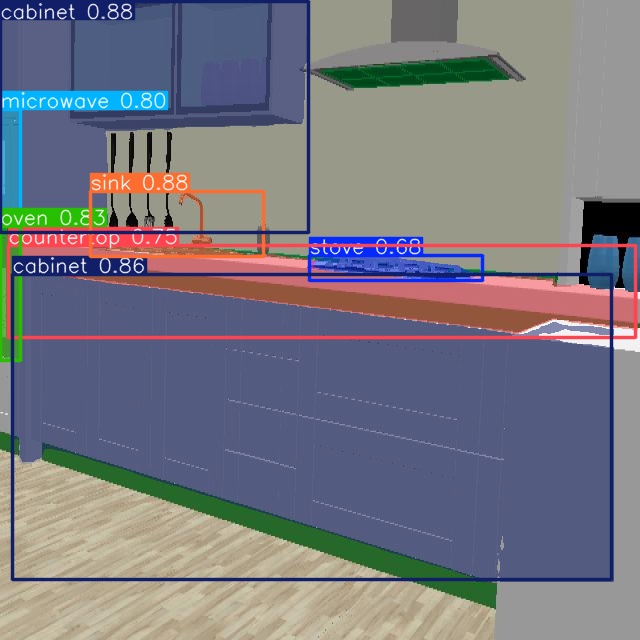 cabinet 0.88
microwave 0.80
sink 0.88
oven 0.83
countertop 0.75
stove 0.68
cabinet 0.86